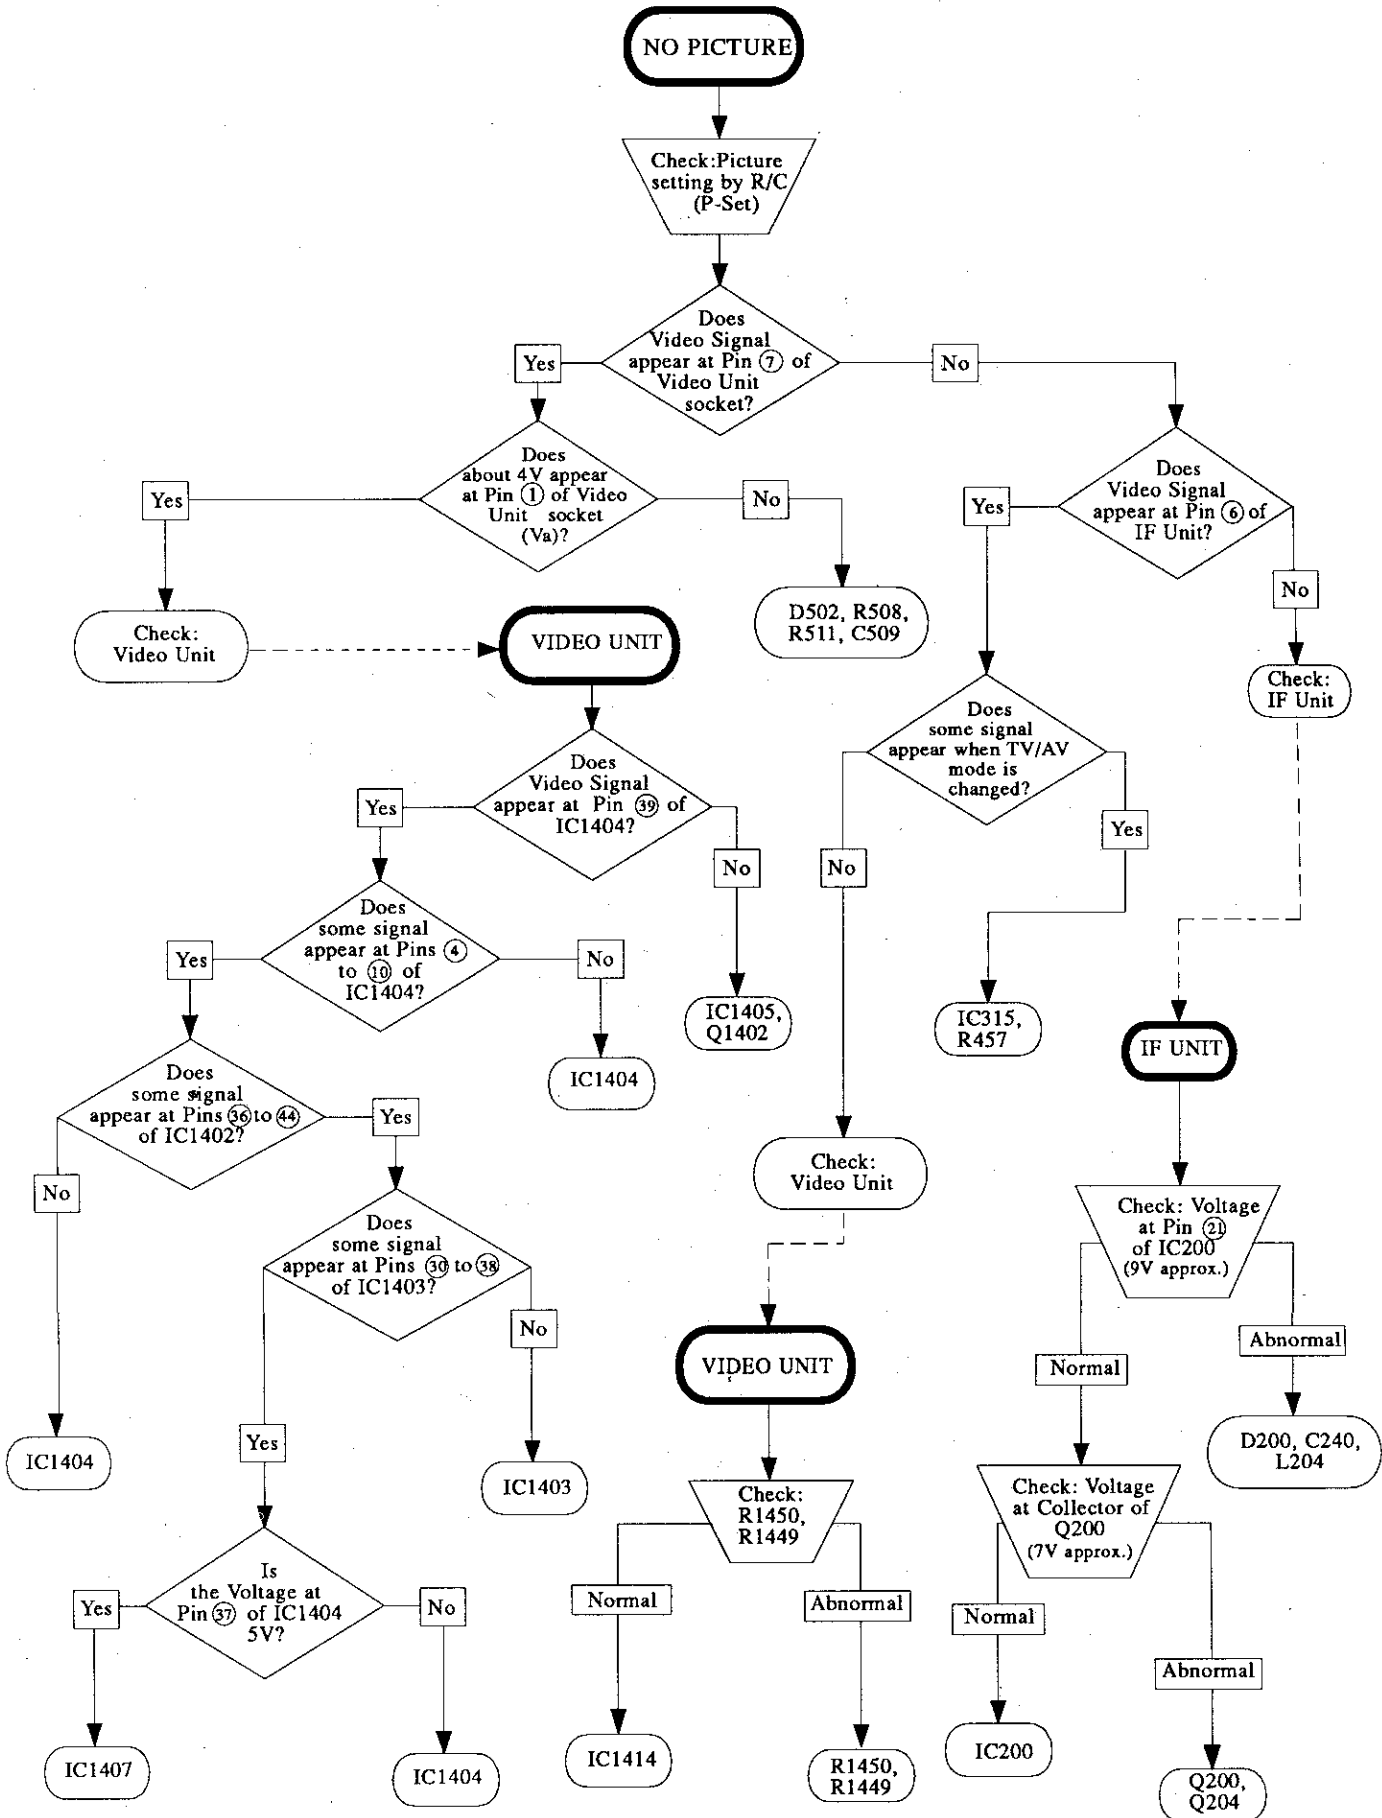 NO PICTURE
Check:Picture
setting by R/C
(P-Set)
Does
Video Signal
appear at Pin ⑦ of
Video Unit
socket?
Yes
No
Does
about 4V appear
at Pin ① of Video
Unit socket
(Va)?
Yes
No
Does
Video Signal
appear at Pin ⑥ of
IF Unit?
Yes
No
Check:
Video Unit
D502, R508,
R511, C509
Check:
IF Unit
VIDEO UNIT
Does
Video Signal
appear at Pin ㊴ of
IC1404?
Yes
No
Does
some signal
appear when TV/AV
mode is
changed?
No
Yes
Does
some signal
appear at Pins ④
to ⑩ of
IC1404?
Yes
No
IC1405,
Q1402
IC315,
R457
IF UNIT
IC1404
Does
some signal
appear at Pins ㊱ to ㊹
of IC1402?
No
Yes
Does
some signal
appear at Pins ㉚ to ㊳
of IC1403?
Yes
No
Check:
Video Unit
Check: Voltage
at Pin ㉑
of IC200
(9V approx.)
Normal
Abnormal
VIDEO UNIT
IC1404
IC1403
D200, C240,
L204
Check:
R1450,
R1449
Normal
Abnormal
Check: Voltage
at Collector of
Q200
(7V approx.)
Normal
Abnormal
Is
the Voltage at
Pin ㊲ of IC1404
5V?
Yes
No
IC1407
IC1404
IC1414
R1450,
R1449
IC200
Q200,
Q204